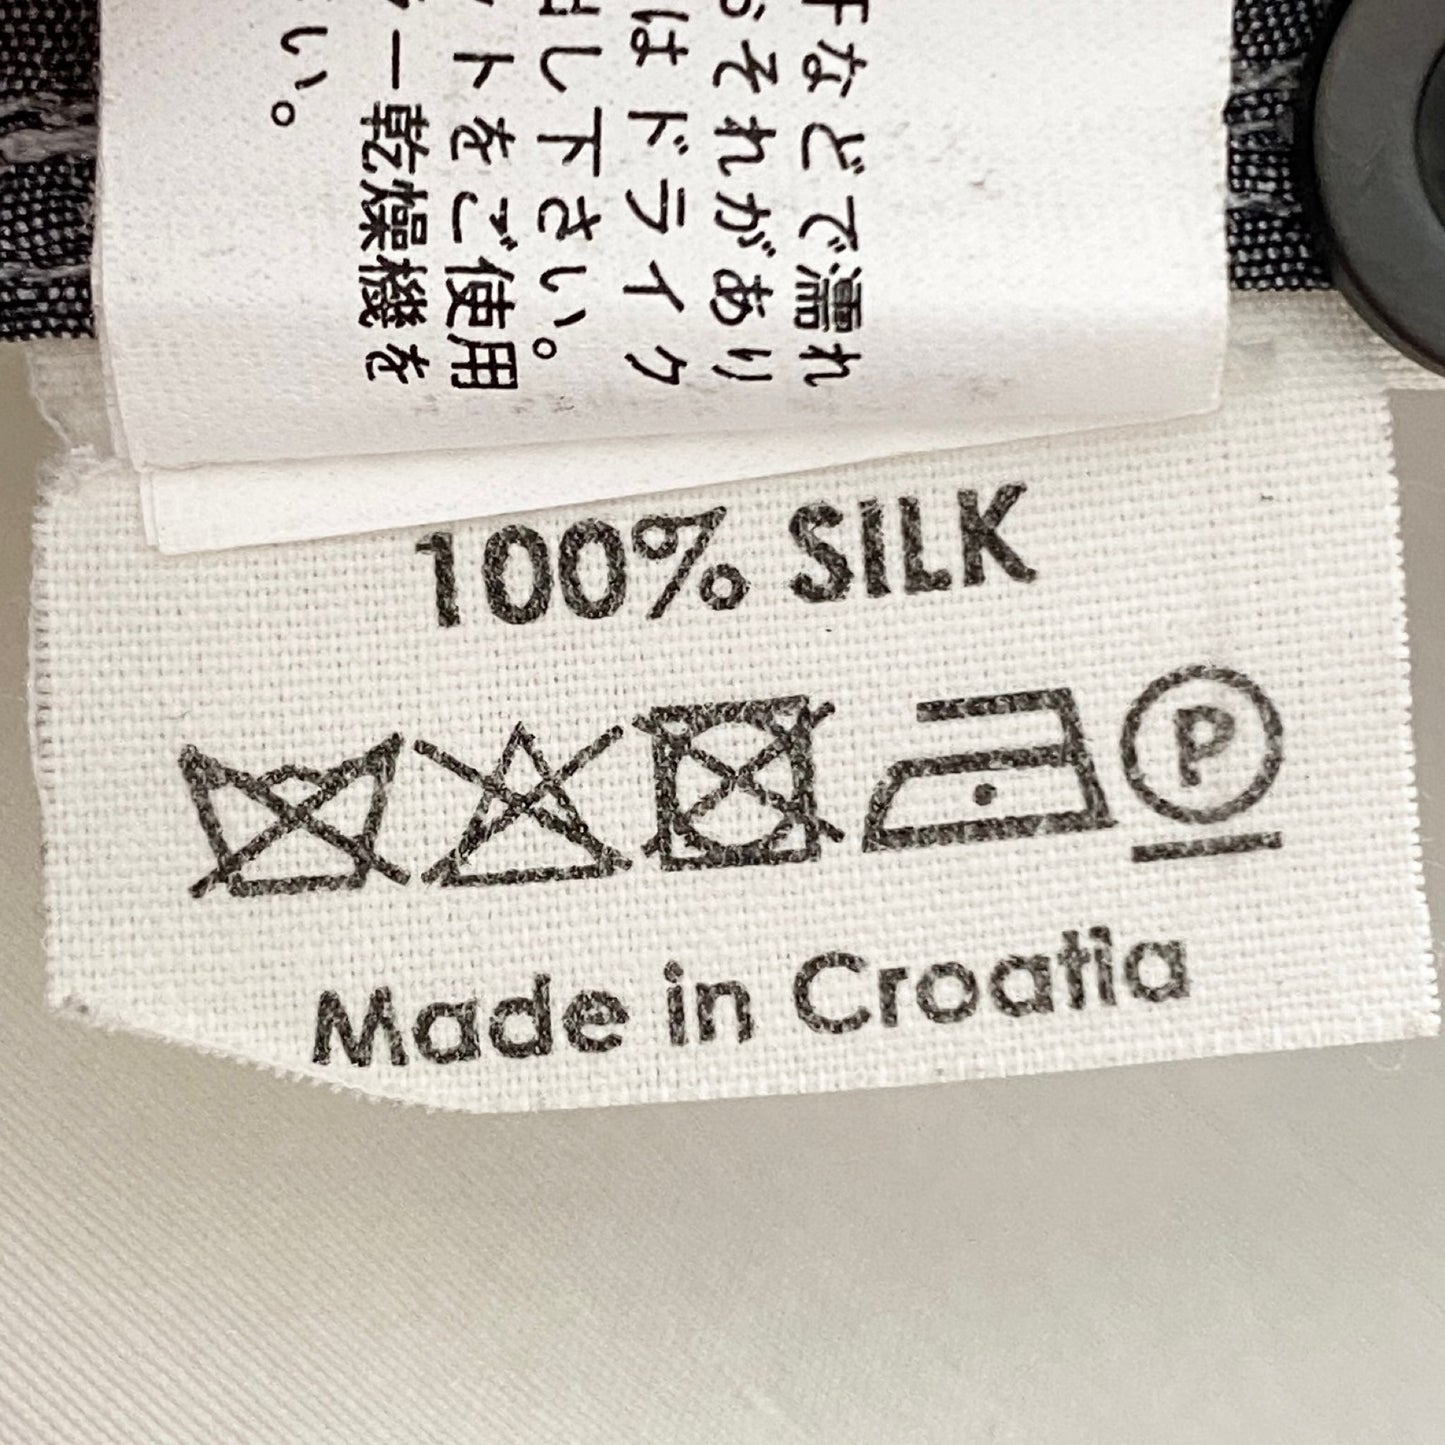 などで濡れ
それがあり
はドライク
し下さい。
トをご使用
ー乾燥機を
い。
100% SILK
P
Made in Croatia